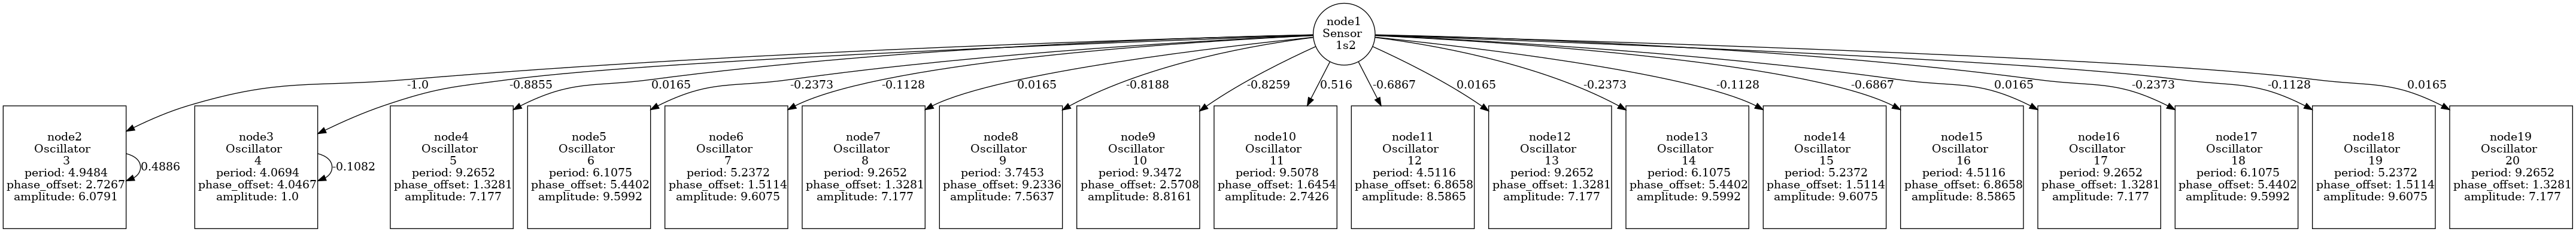 node1
Sensor
1s2
-1.0
-0.8855
0.0165
-0.2373
-0.1128
0.0165
-0.8188
-0.8259
0.516
-0.6867
0.0165
-0.2373
-0.1128
-0.6867
0.0165
-0.2373
-0.1128
0.0165
node2
Oscillator
3
period: 4.9484
phase_offset: 2.7267
amplitude: 6.0791
0.4886
node3
Oscillator
4
period: 4.0694
phase_offset: 4.0467
amplitude: 1.0
-0.1082
node4
Oscillator
5
period: 9.2652
phase_offset: 1.3281
amplitude: 7.177
node5
Oscillator
6
period: 6.1075
phase_offset: 5.4402
amplitude: 9.5992
node6
Oscillator
7
period: 5.2372
phase_offset: 1.5114
amplitude: 9.6075
node7
Oscillator
8
period: 9.2652
phase_offset: 1.3281
amplitude: 7.177
node8
Oscillator
9
period: 3.7453
phase_offset: 9.2336
amplitude: 7.5637
node9
Oscillator
10
period: 9.3472
phase_offset: 2.5708
amplitude: 8.8161
node10
Oscillator
11
period: 9.5078
phase_offset: 1.6454
amplitude: 2.7426
node11
Oscillator
12
period: 4.5116
phase_offset: 6.8658
amplitude: 8.5865
node12
Oscillator
13
period: 9.2652
phase_offset: 1.3281
amplitude: 7.177
node13
Oscillator
14
period: 6.1075
phase_offset: 5.4402
amplitude: 9.5992
node14
Oscillator
15
period: 5.2372
phase_offset: 1.5114
amplitude: 9.6075
node15
Oscillator
16
period: 4.5116
phase_offset: 6.8658
amplitude: 8.5865
node16
Oscillator
17
period: 9.2652
phase_offset: 1.3281
amplitude: 7.177
node17
Oscillator
18
period: 6.1075
phase_offset: 5.4402
amplitude: 9.5992
node18
Oscillator
19
period: 5.2372
phase_offset: 1.5114
amplitude: 9.6075
node19
Oscillator
20
period: 9.2652
phase_offset: 1.3281
amplitude: 7.177